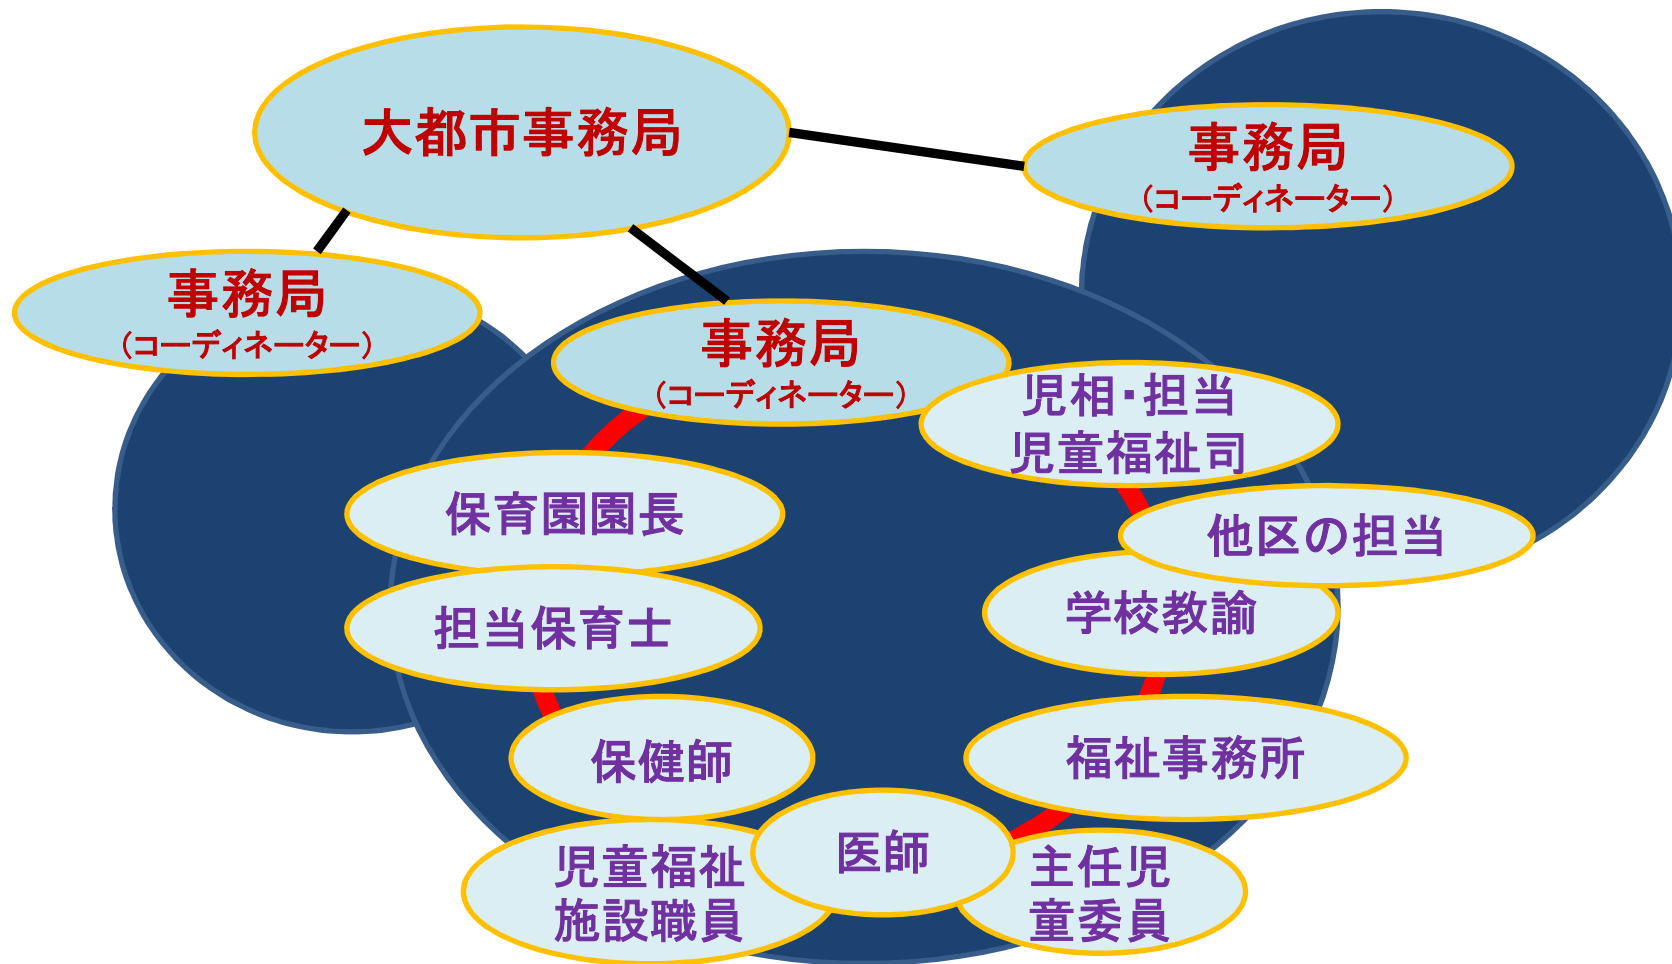 大都市事務局
事務局
（コーディネーター）
事務局
（コーディネーター）
事務局
（コーディネーター）
児相・担当
児童福祉司
保育園園長
他区の担当
担当保育士
学校教諭
保健師
福祉事務所
児童福祉
施設職員
医師
主任児
童委員